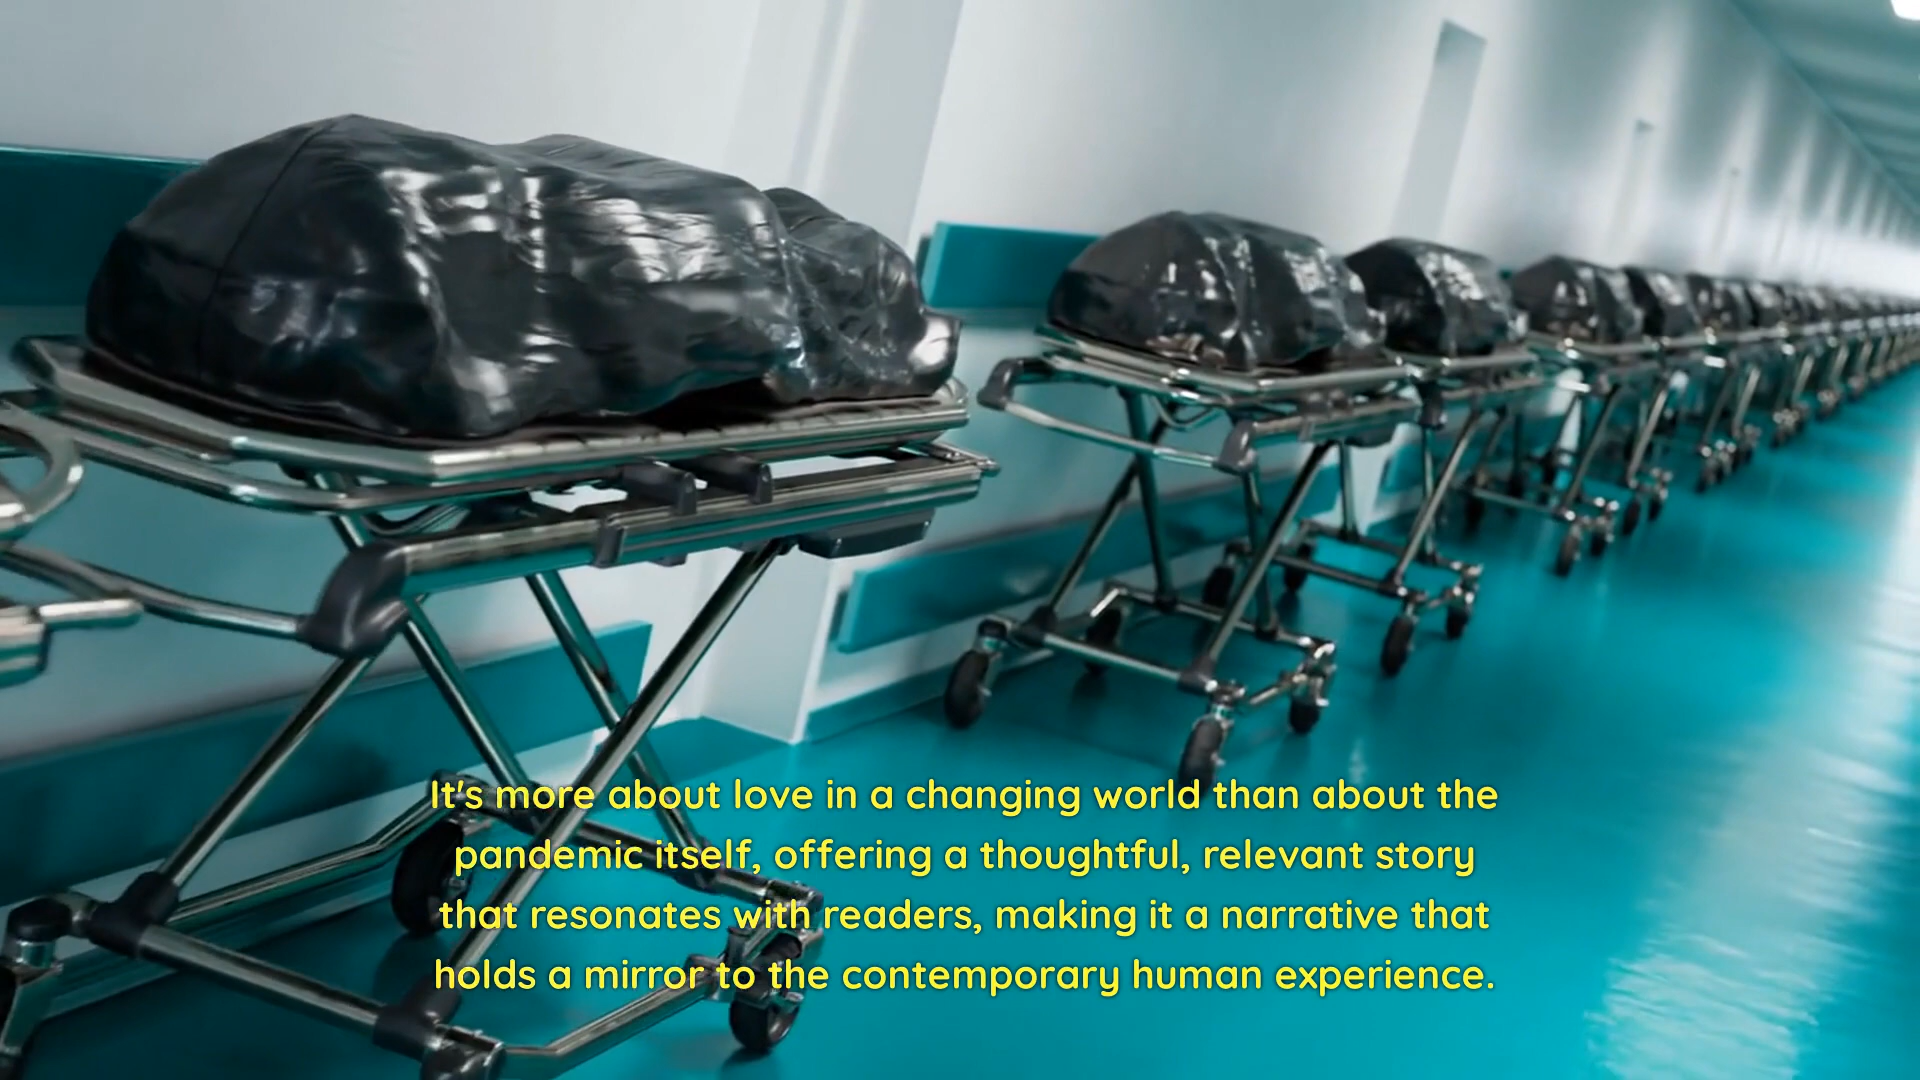 It's more about love in a changing world than about the
pandemic itself, offering a thoughtful, relevant story
that resonates with readers, making it a narrative that
holds a mirror to the contemporary human experience.